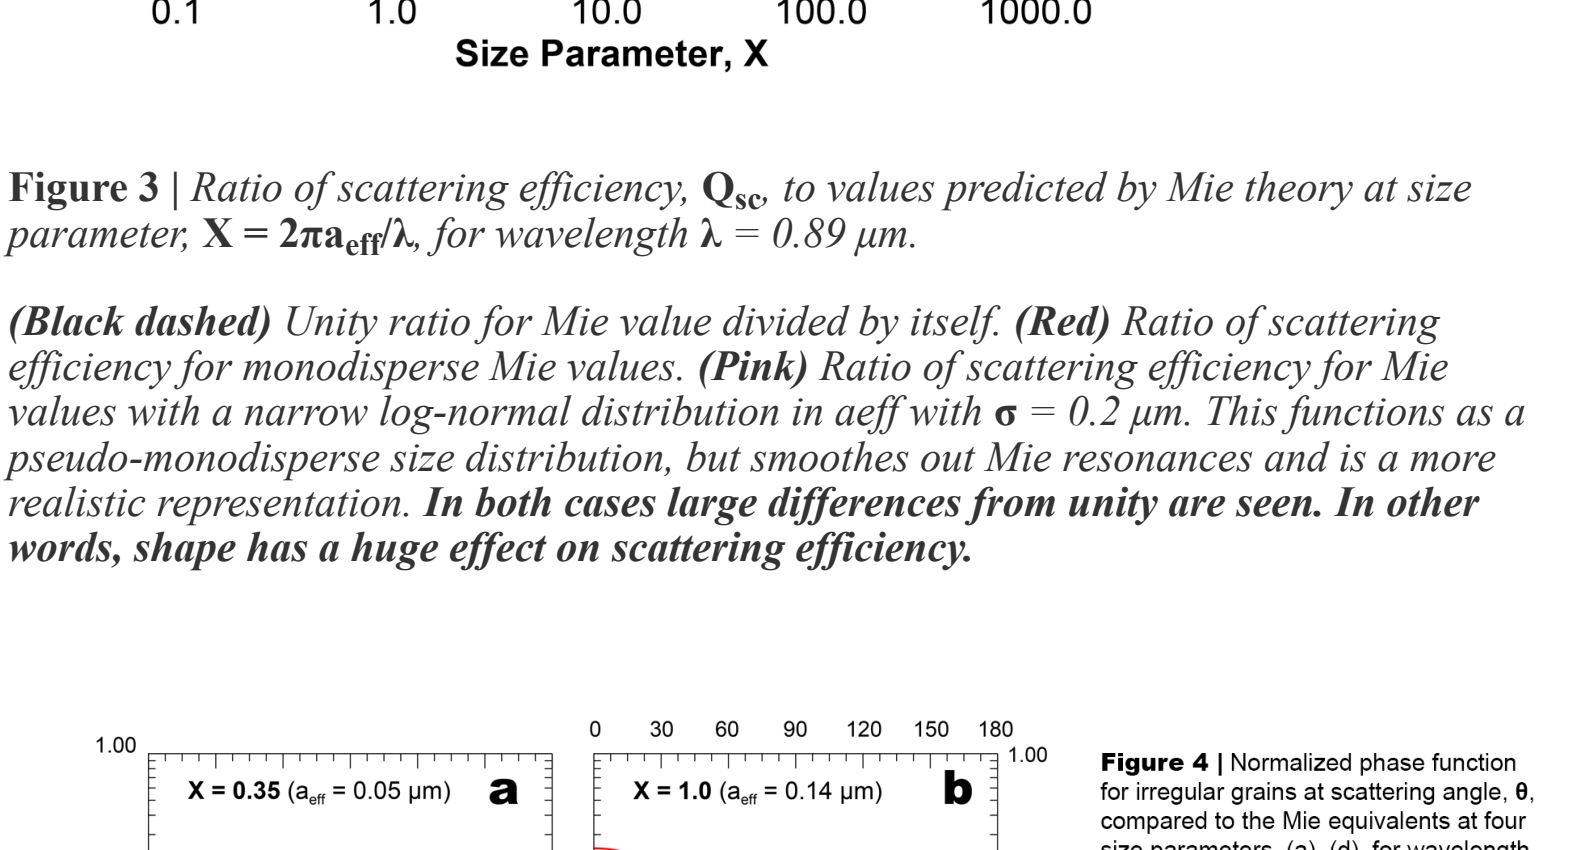 0.1 1.0 10.0 100.0 1000.0
Size Parameter, X
Figure 3 | Ratio of scattering efficiency, Qsc, to values predicted by Mie theory at size
parameter, X = 2πaeff/λ, for wavelength λ = 0.89 μm.
(Black dashed) Unity ratio for Mie value divided by itself. (Red) Ratio of scattering
efficiency for monodisperse Mie values. (Pink) Ratio of scattering efficiency for Mie
values with a narrow log-normal distribution in aeff with σ = 0.2 μm. This functions as a
pseudo-monodisperse size distribution, but smoothes out Mie resonances and is a more
realistic representation. In both cases large differences from unity are seen. In other
words, shape has a huge effect on scattering efficiency.
0 30 60 90 120 150 180
1.00
1.00
X = 0.35 (aeff = 0.05 μm) a
X = 1.0 (aeff = 0.14 μm) b
Figure 4 | Normalized phase function
for irregular grains at scattering angle, θ,
compared to the Mie equivalents at four
size parameters, (a)-(d), for wavelength